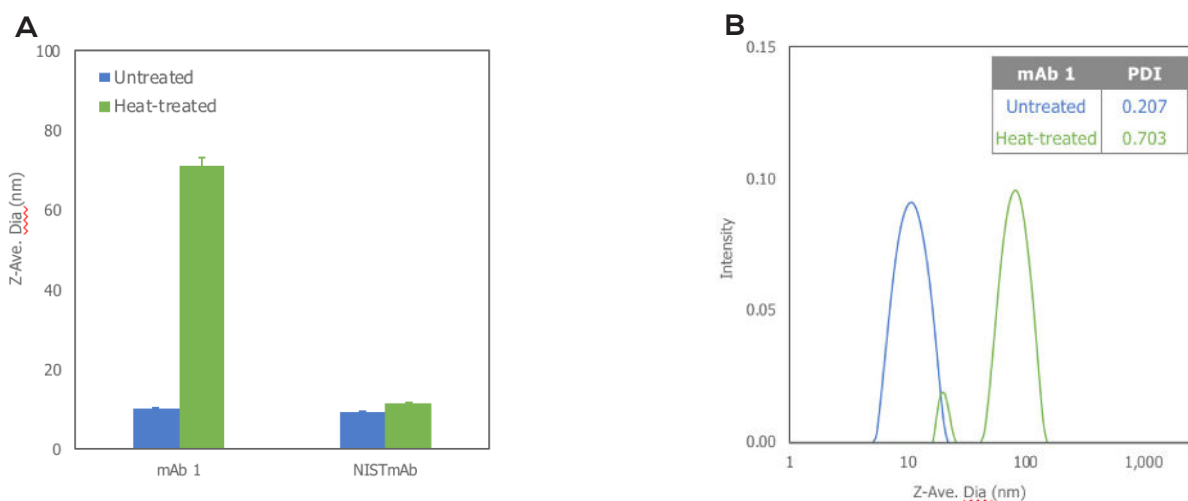 A
100
80
60
40
20
0
Z-Ave. Dia (nm)
Untreated
Heat-treated
mAb 1
NISTmAb
B
0.15
0.10
0.05
0.00
Intensity
mAb 1 PDI
Untreated 0.207
Heat-treated 0.703
1 10 100 1,000
Z-Ave. Dia (nm)